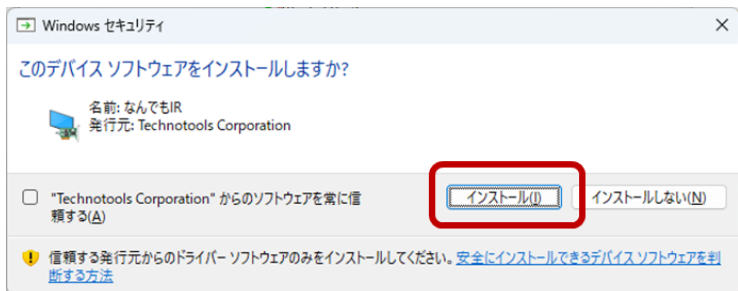 Windows セキュリティ
このデバイス ソフトウェアをインストールしますか?
名前: なんでもIR
発行元: Technotools Corporation
"Technotools Corporation" からのソフトウェアを常に信
頼する(A)
インストール(I)
インストールしない(N)
信頼する発行元からのドライバー ソフトウェアのみをインストールしてください。安全にインストールできるデバイス ソフトウェアを判
断する方法